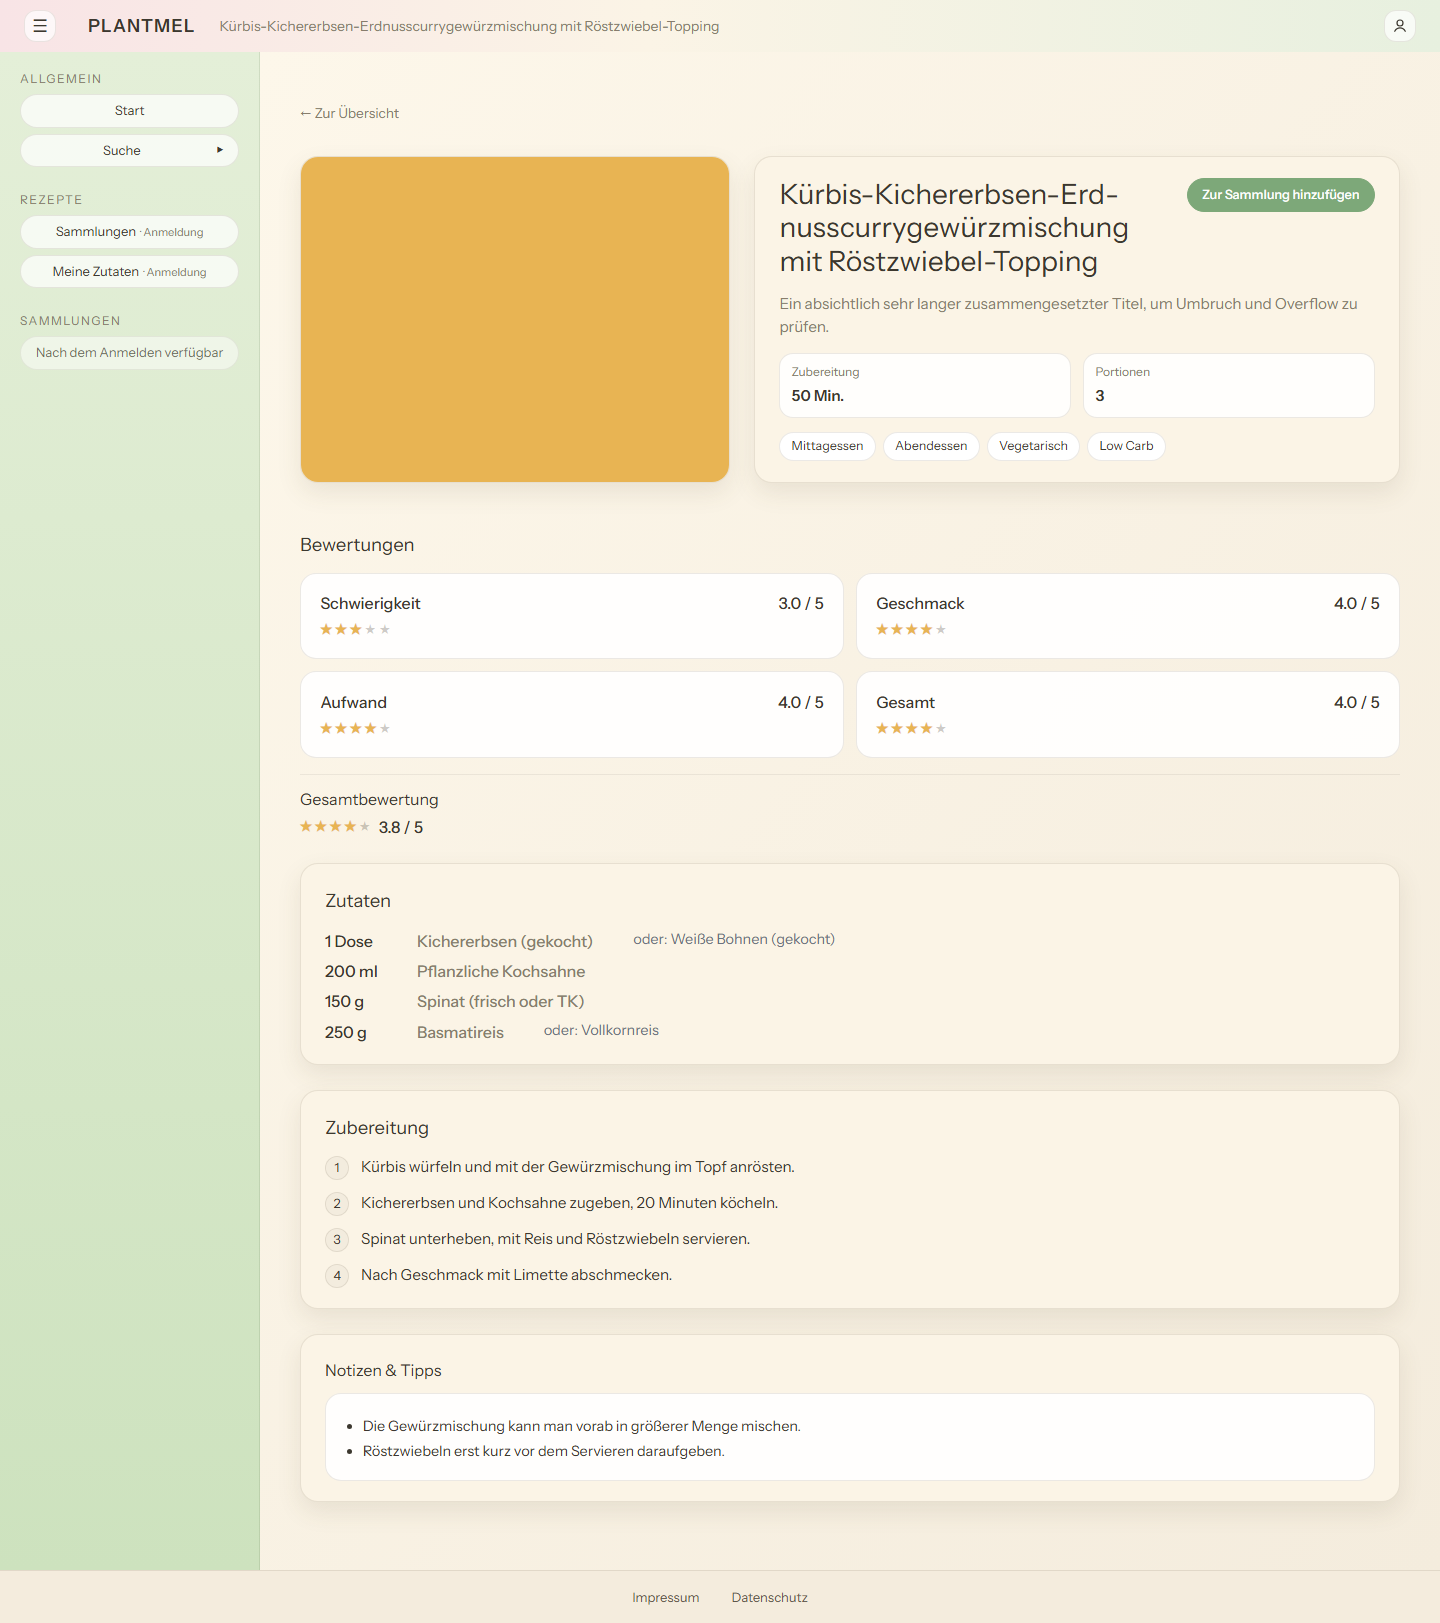 PLANTMEL
Kürbis-Kichererbsen-Erdnusscurrygewürzmischung mit Röstzwiebel-Topping
ALLGEMEIN
Start
Suche
REZEPTE
Sammlungen · Anmeldung
Meine Zutaten · Anmeldung
SAMMLUNGEN
Nach dem Anmelden verfügbar
← Zur Übersicht
Kürbis-Kichererbsen-Erd-
nusscurrygewürzmischung
mit Röstzwiebel-Topping
Zur Sammlung hinzufügen
Ein absichtlich sehr langer zusammengesetzter Titel, um Umbruch und Overflow zu
prüfen.
Zubereitung
50 Min.
Portionen
3
Mittagessen
Abendessen
Vegetarisch
Low Carb
Bewertungen
Schwierigkeit 3.0 / 5
★★★★★
Geschmack 4.0 / 5
★★★★★
Aufwand 4.0 / 5
★★★★★
Gesamt 4.0 / 5
★★★★★
Gesamtbewertung
★★★★★ 3.8 / 5
Zutaten
1 Dose Kichererbsen (gekocht) oder: Weiße Bohnen (gekocht)
200 ml Pflanzliche Kochsahne
150 g Spinat (frisch oder TK)
250 g Basmatireis oder: Vollkornreis
Zubereitung
1 Kürbis würfeln und mit der Gewürzmischung im Topf anrösten.
2 Kichererbsen und Kochsahne zugeben, 20 Minuten köcheln.
3 Spinat unterheben, mit Reis und Röstzwiebeln servieren.
4 Nach Geschmack mit Limette abschmecken.
Notizen & Tipps
• Die Gewürzmischung kann man vorab in größerer Menge mischen.
• Röstzwiebeln erst kurz vor dem Servieren daraufgeben.
Impressum
Datenschutz